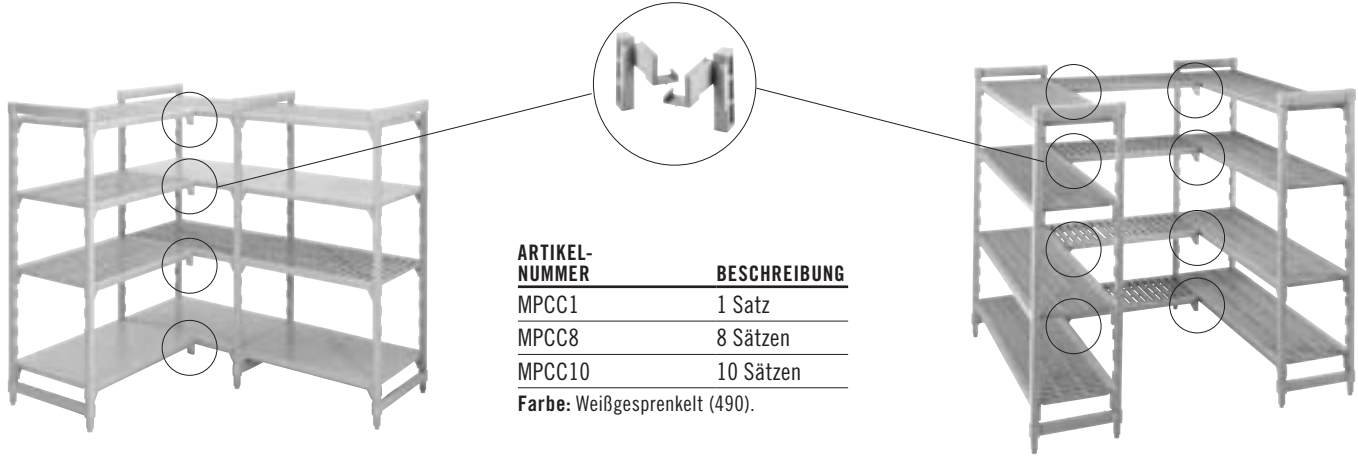 ARTIKEL-
NUMMER BESCHREIBUNG
MPCC1 1 Satz
MPCC8 8 Sätzen
MPCC10 10 Sätzen
Farbe: Weißgesprenkelt (490).